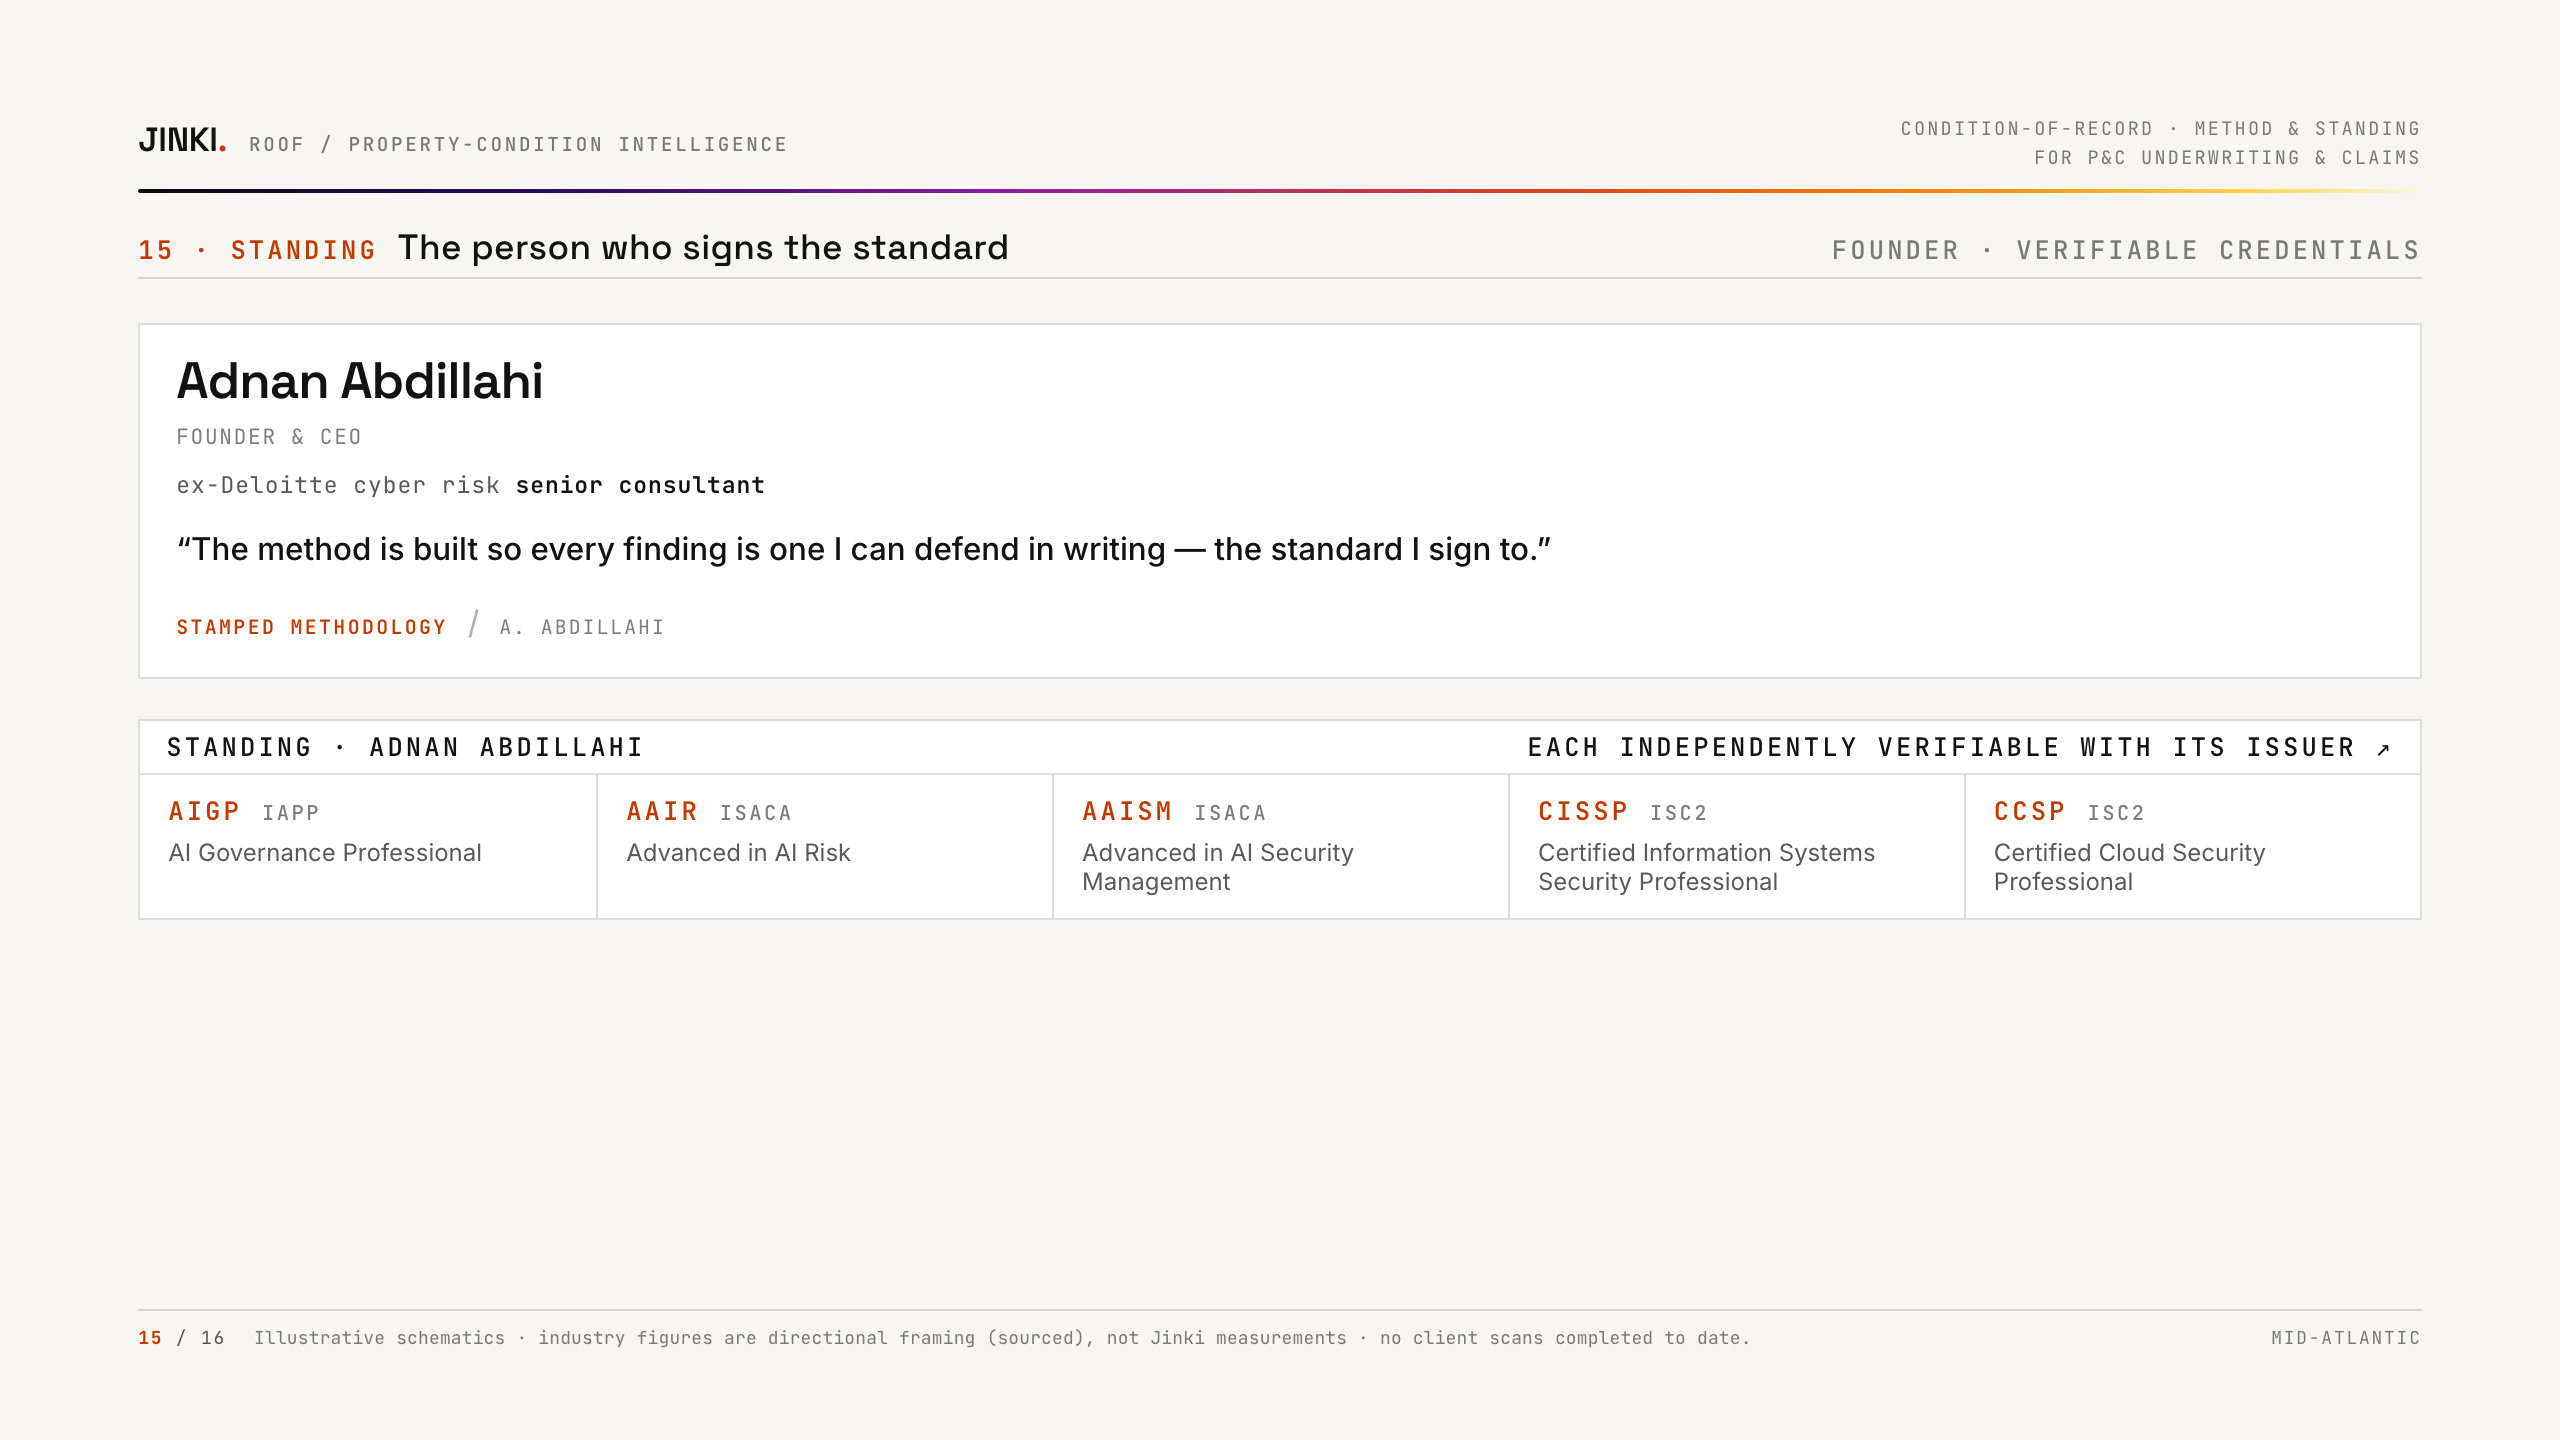 JINKI. ROOF / PROPERTY-CONDITION INTELLIGENCE
CONDITION-OF-RECORD · METHOD & STANDING
FOR P&C UNDERWRITING & CLAIMS
15 · STANDING The person who signs the standard
FOUNDER · VERIFIABLE CREDENTIALS
Adnan Abdillahi
FOUNDER & CEO
ex-Deloitte cyber risk senior consultant
“The method is built so every finding is one I can defend in writing — the standard I sign to.”
STAMPED METHODOLOGY / A. ABDILLAHI
STANDING · ADNAN ABDILLAHI
EACH INDEPENDENTLY VERIFIABLE WITH ITS ISSUER ↗
AIGP IAPP
AI Governance Professional
AAIR ISACA
Advanced in AI Risk
AAISM ISACA
Advanced in AI Security
Management
CISSP ISC2
Certified Information Systems
Security Professional
CCSP ISC2
Certified Cloud Security
Professional
15 / 16 Illustrative schematics · industry figures are directional framing (sourced), not Jinki measurements · no client scans completed to date.
MID-ATLANTIC